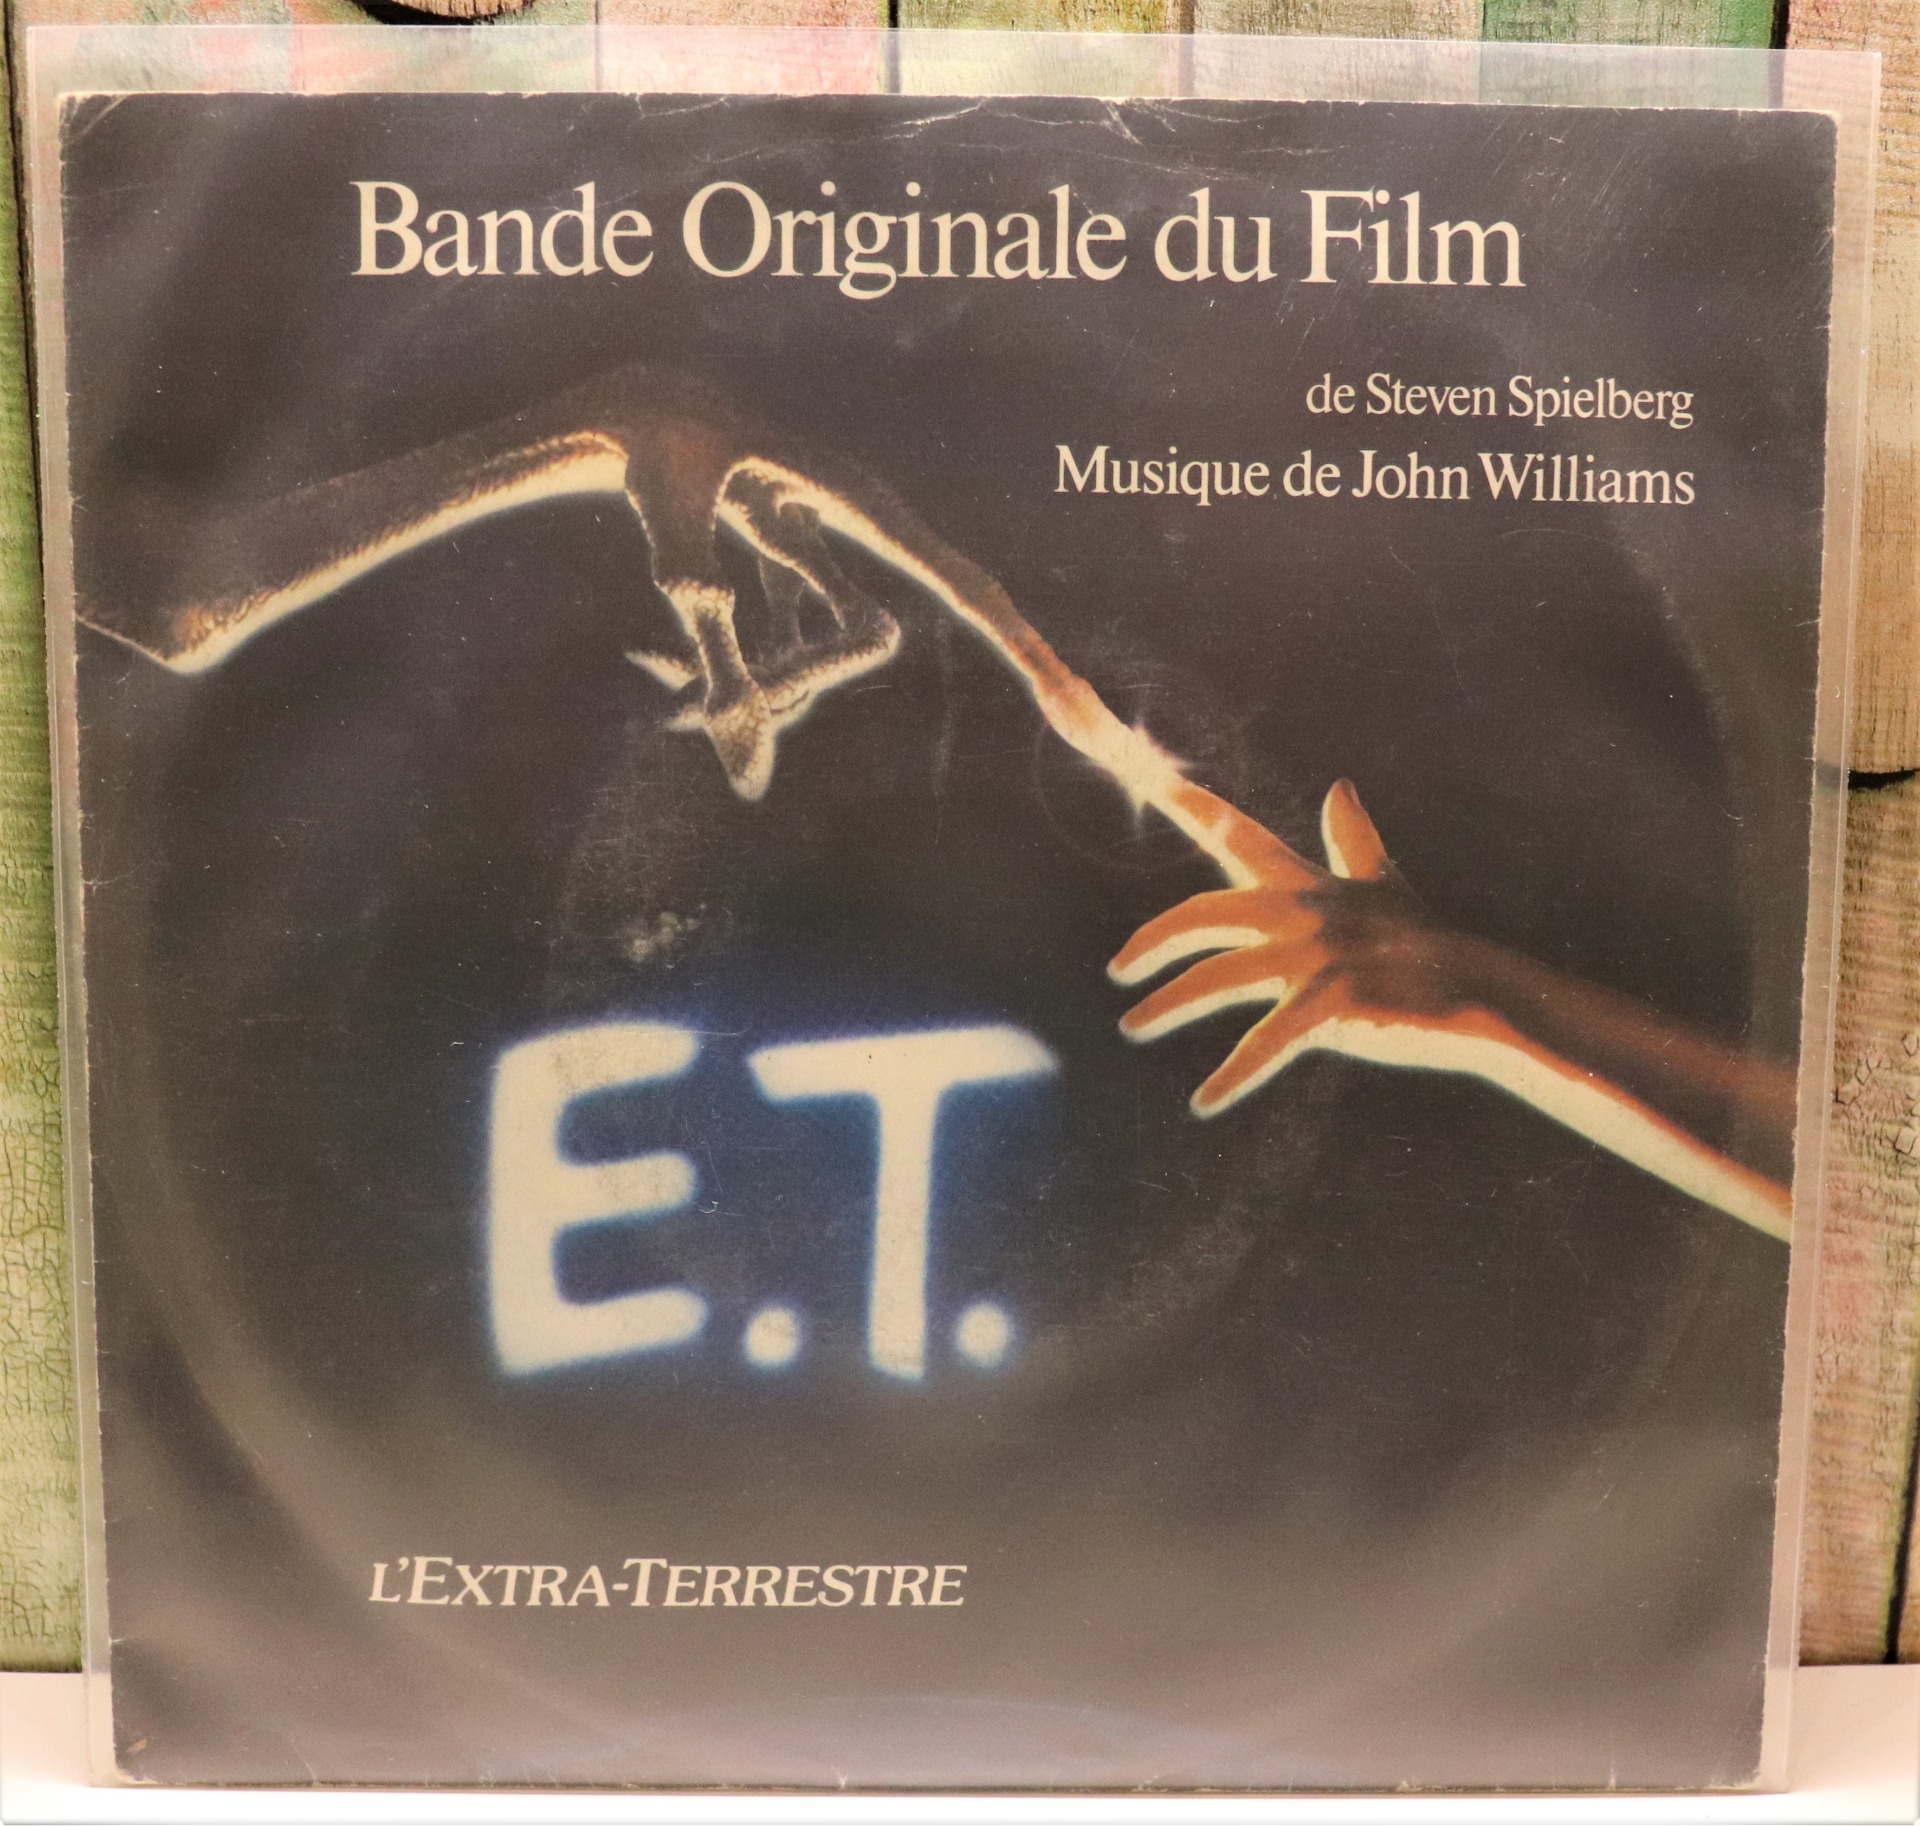 Bande Originale du Film
de Steven Spielberg
Musique de John Williams
E.T.
L'EXTRA-TERRESTRE